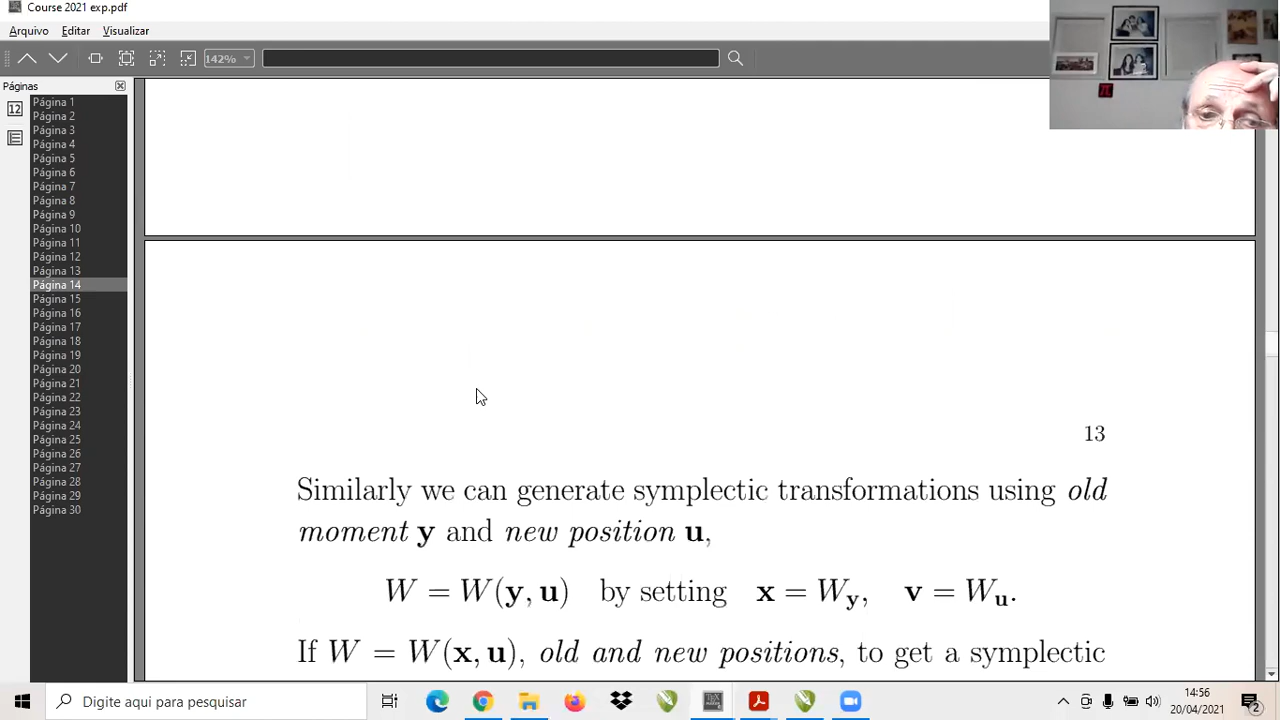 Course 2021 exp.pdf
Arquivo Editar Visualizar
142%
Páginas
12
Página 1
Página 2
Página 3
Página 4
Página 5
Página 6
Página 7
Página 8
Página 9
Página 10
Página 11
Página 12
Página 13
Página 14
Página 15
Página 16
Página 17
Página 18
Página 19
Página 20
Página 21
Página 22
Página 23
Página 24
Página 25
Página 26
Página 27
Página 28
Página 29
Página 30
13
Similarly we can generate symplectic transformations using old
moment y and new position u,
W = W(y, u) by setting x = W_y, v = W_u.
If W = W(x, u), old and new positions, to get a symplectic
Digite aqui para pesquisar
14:56
20/04/2021
2